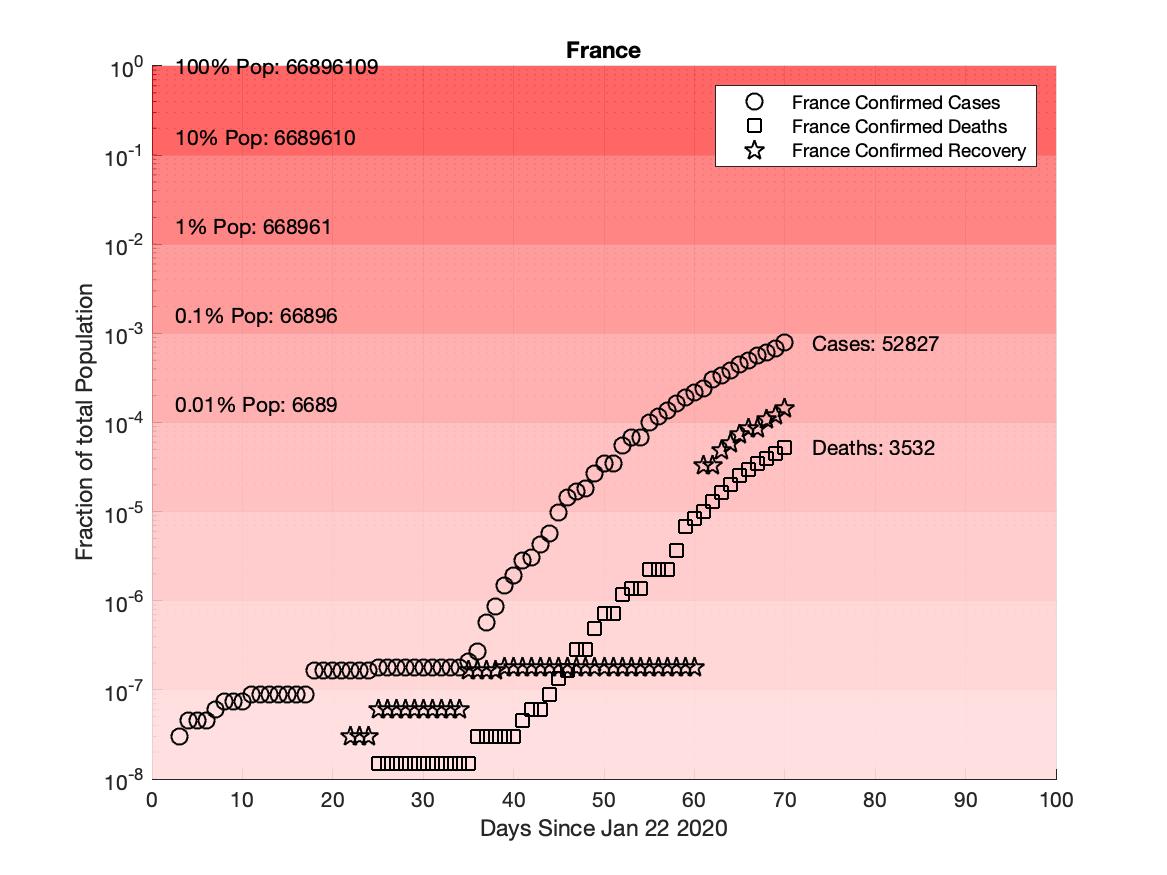 France
10⁰
10⁻¹
10⁻²
10⁻³
10⁻⁴
10⁻⁵
10⁻⁶
10⁻⁷
10⁻⁸
Fraction of total Population
100% Pop: 66896109
10% Pop: 6689610
1% Pop: 668961
0.1% Pop: 66896
0.01% Pop: 6689
France Confirmed Cases
France Confirmed Deaths
France Confirmed Recovery
Cases: 52827
Deaths: 3532
0 10 20 30 40 50 60 70 80 90 100
Days Since Jan 22 2020